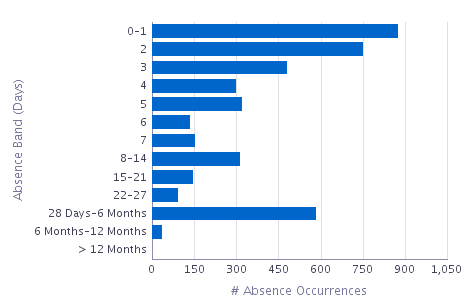 0-1
2
3
4
5
6
7
8-14
15-21
22-27
28 Days-6 Months
6 Months-12 Months
> 12 Months
Absence Band (Days)
0 150 300 450 600 750 900 1,050
# Absence Occurrences